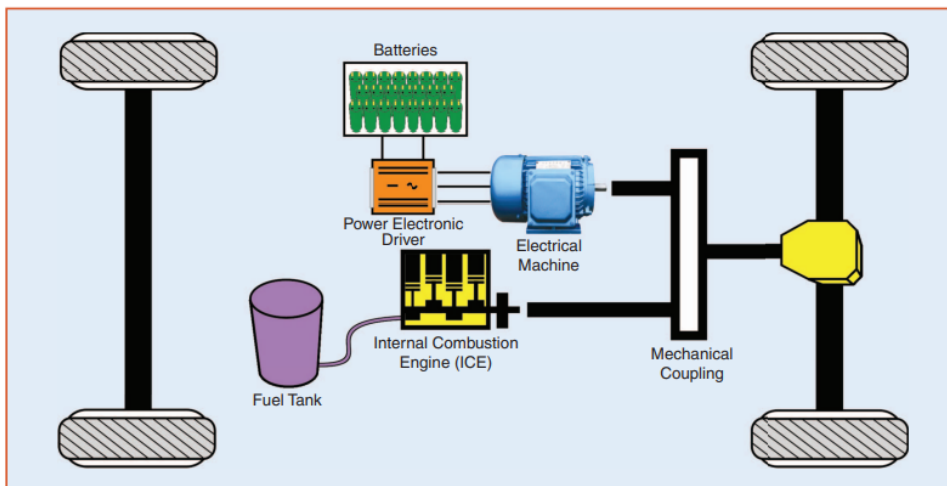 Batteries
Power Electronic
Driver
Electrical
Machine
Internal Combustion
Engine (ICE)
Fuel Tank
Mechanical
Coupling